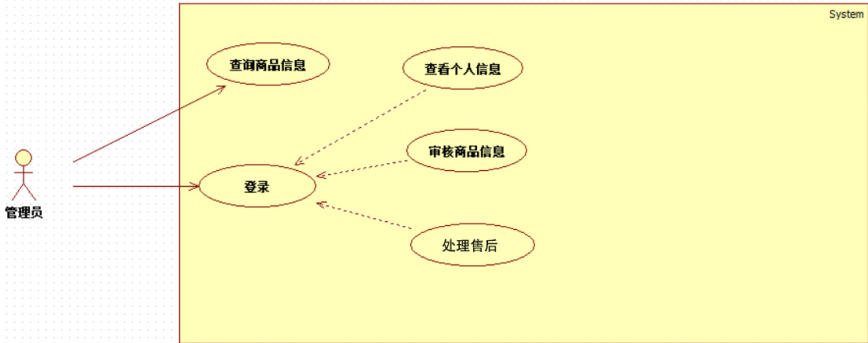 System
查询商品信息
查看个人信息
审核商品信息
登录
管理员
处理售后